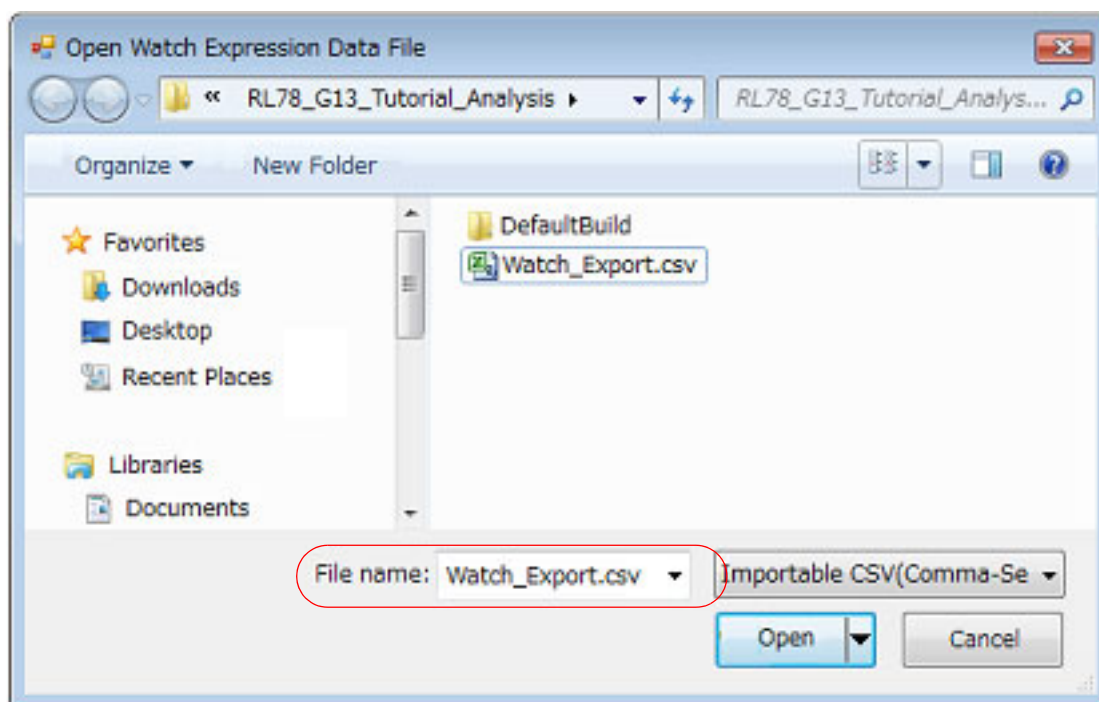 Open Watch Expression Data File
« RL78_G13_Tutorial_Analysis RL78_G13_Tutorial_Analys...
Organize New Folder
Favorites
Downloads
Desktop
Recent Places
Libraries
Documents
DefaultBuild
Watch_Export.csv
File name: Watch_Export.csv Importable CSV(Comma-Se
Open Cancel